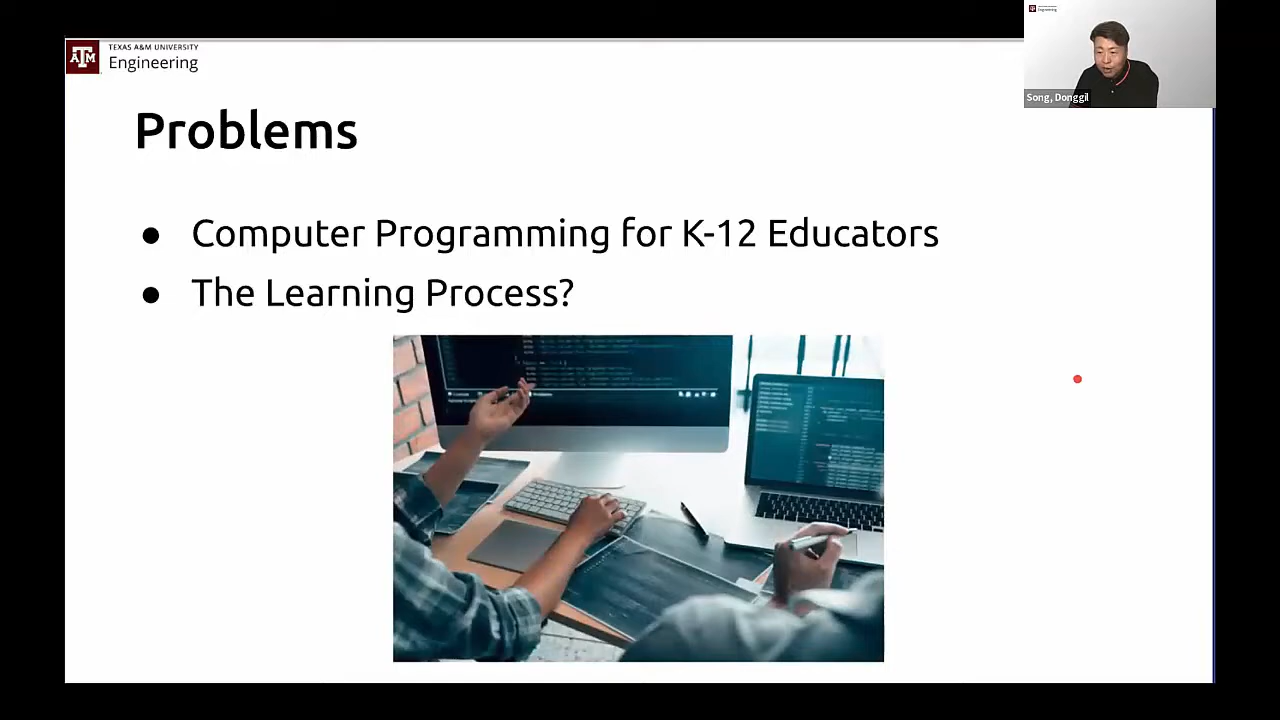 TEXAS A&M UNIVERSITY
Engineering
Song, Donggil
Problems
● Computer Programming for K-12 Educators
● The Learning Process?